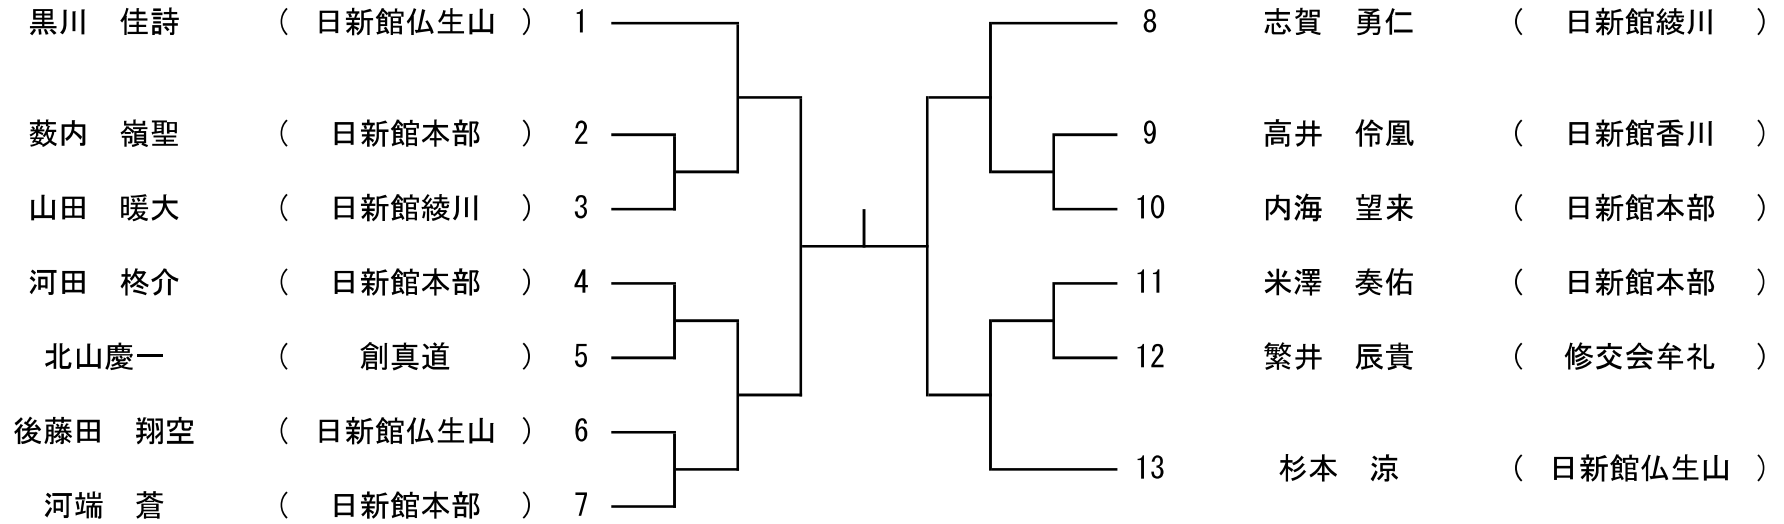 黒川　佳詩 （ 日新館仏生山 ） 1
薮内　嶺聖 （ 日新館本部 ） 2
山田　暖大 （ 日新館綾川 ） 3
河田　柊介 （ 日新館本部 ） 4
北山慶一 （ 創真道 ） 5
後藤田　翔空 （ 日新館仏生山 ） 6
河端　蒼 （ 日新館本部 ） 7
8 志賀　勇仁 （ 日新館綾川 ）
9 高井　伶凰 （ 日新館香川 ）
10 内海　望来 （ 日新館本部 ）
11 米澤　奏佑 （ 日新館本部 ）
12 繁井　辰貴 （ 修交会牟礼 ）
13 杉本　涼 （ 日新館仏生山 ）